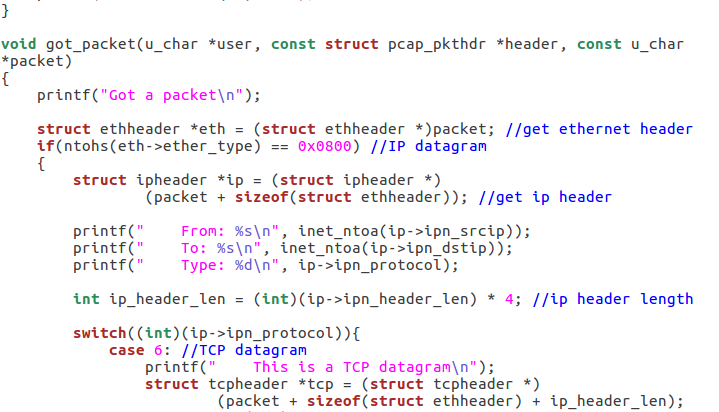 }

void got_packet(u_char *user, const struct pcap_pkthdr *header, const u_char
*packet)
{
    printf("Got a packet\n");

    struct ethheader *eth = (struct ethheader *)packet; //get ethernet header
    if(ntohs(eth->ether_type) == 0x0800) //IP datagram
    {
        struct ipheader *ip = (struct ipheader *)
                (packet + sizeof(struct ethheader)); //get ip header

        printf("    From: %s\n", inet_ntoa(ip->ipn_srcip));
        printf("    To: %s\n", inet_ntoa(ip->ipn_dstip));
        printf("    Type: %d\n", ip->ipn_protocol);

        int ip_header_len = (int)(ip->ipn_header_len) * 4; //ip header length

        switch((int)(ip->ipn_protocol)){
            case 6: //TCP datagram
                printf("    This is a TCP datagram\n");
                struct tcpheader *tcp = (struct tcpheader *)
                        (packet + sizeof(struct ethheader) + ip_header_len);